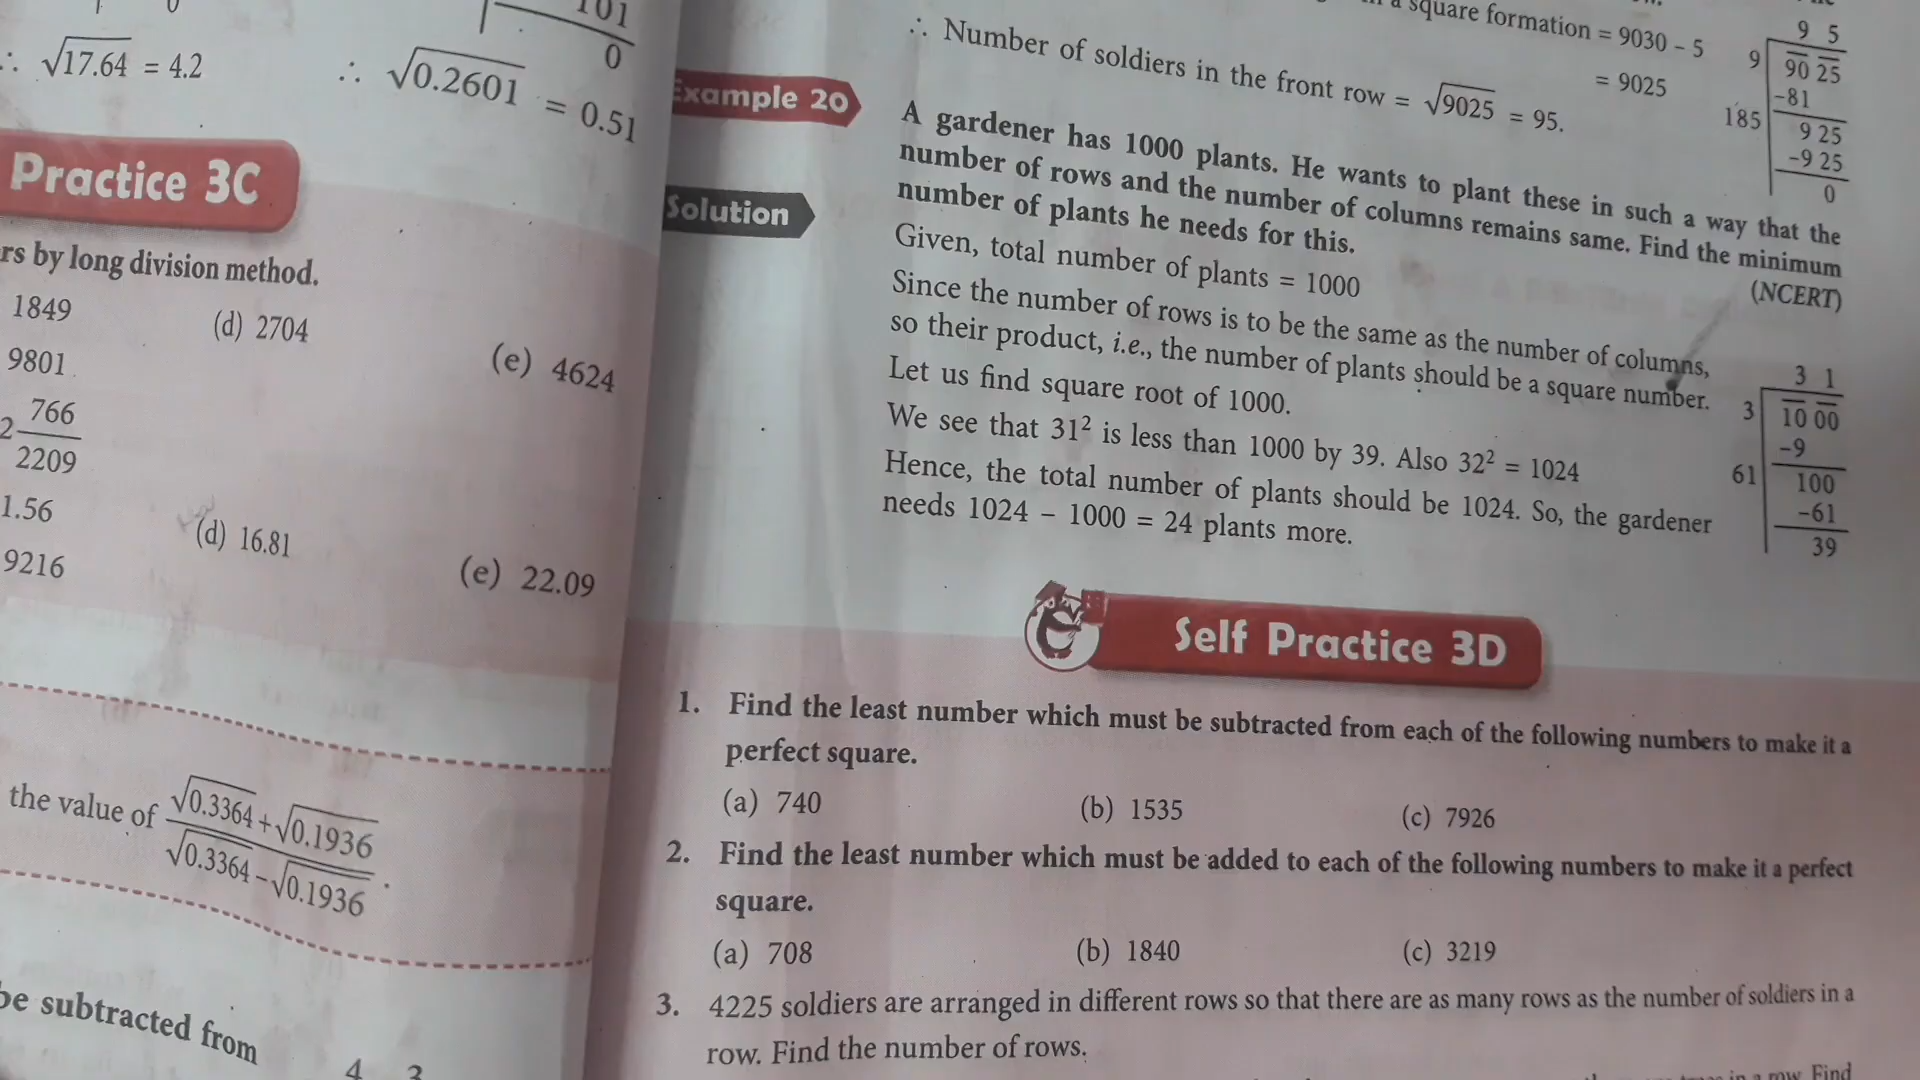 101
0
∴ √17.64 = 4.2
∴ √0.2601 = 0.51
Practice 3C
rs by long division method.
1849
(d) 2704
(e) 4624
9801
2 766/2209
1.56
(d) 16.81
(e) 22.09
9216
the value of (√0.3364+√0.1936)/(√0.3364−√0.1936).
be subtracted from
square formation = 9030 − 5
= 9025
∴ Number of soldiers in the front row = √9025 = 95.
9 5
9
90 25
−81
185
9 25
−9 25
0
Example 20
A gardener has 1000 plants. He wants to plant these in such a way that the
number of rows and the number of columns remains same. Find the minimum
number of plants he needs for this.
(NCERT)
Solution
Given, total number of plants = 1000
Since the number of rows is to be the same as the number of columns,
so their product, i.e., the number of plants should be a square number.
Let us find square root of 1000.
We see that 31² is less than 1000 by 39. Also 32² = 1024
Hence, the total number of plants should be 1024. So, the gardener
needs 1024 − 1000 = 24 plants more.
3 1
3
10 00
−9
61
100
−61
39
Self Practice 3D
1. Find the least number which must be subtracted from each of the following numbers to make it a
perfect square.
(a) 740 (b) 1535 (c) 7926
2. Find the least number which must be added to each of the following numbers to make it a perfect
square.
(a) 708 (b) 1840 (c) 3219
3. 4225 soldiers are arranged in different rows so that there are as many rows as the number of soldiers in a
row. Find the number of rows.
in a row. Find